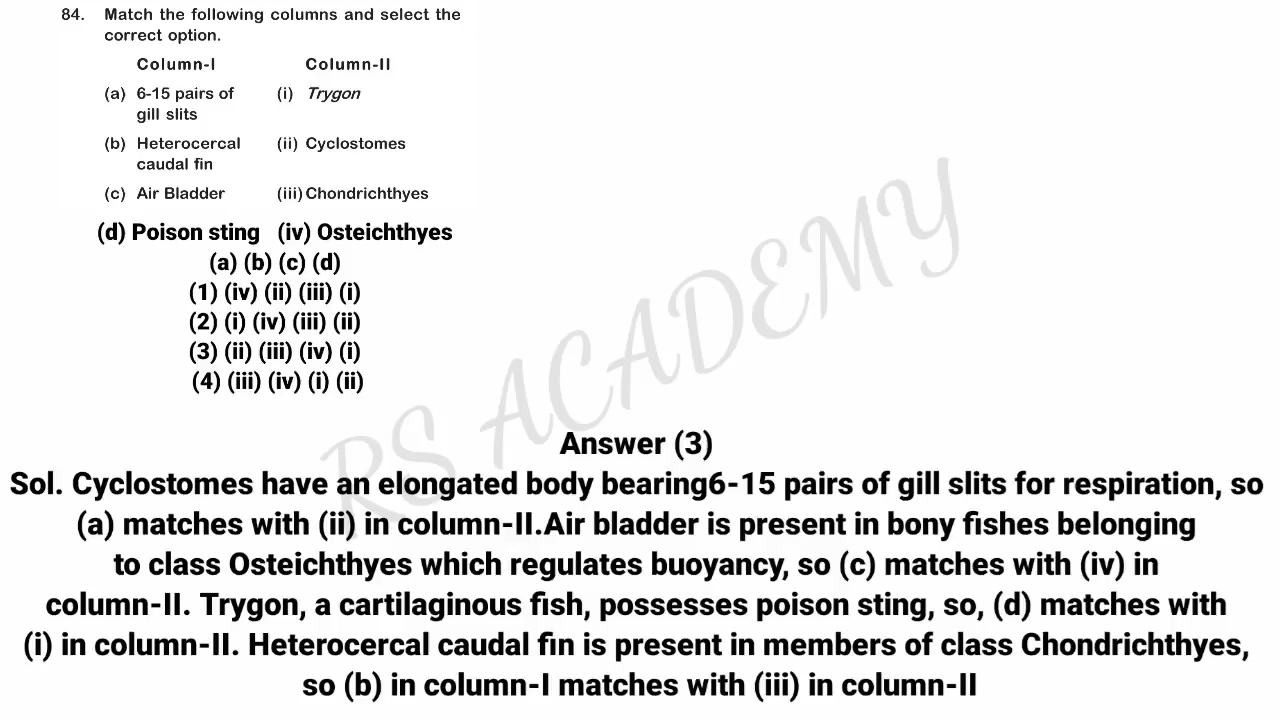 84. Match the following columns and select the
correct option.
Column-I Column-II
(a) 6-15 pairs of (i) Trygon
gill slits
(b) Heterocercal (ii) Cyclostomes
caudal fin
(c) Air Bladder (iii) Chondrichthyes
(d) Poison sting (iv) Osteichthyes
(a) (b) (c) (d)
(1) (iv) (ii) (iii) (i)
(2) (i) (iv) (iii) (ii)
(3) (ii) (iii) (iv) (i)
(4) (iii) (iv) (i) (ii)
RS ACADEMY
Answer (3)
Sol. Cyclostomes have an elongated body bearing6-15 pairs of gill slits for respiration, so
(a) matches with (ii) in column-II.Air bladder is present in bony fishes belonging
to class Osteichthyes which regulates buoyancy, so (c) matches with (iv) in
column-II. Trygon, a cartilaginous fish, possesses poison sting, so, (d) matches with
(i) in column-II. Heterocercal caudal fin is present in members of class Chondrichthyes,
so (b) in column-I matches with (iii) in column-II